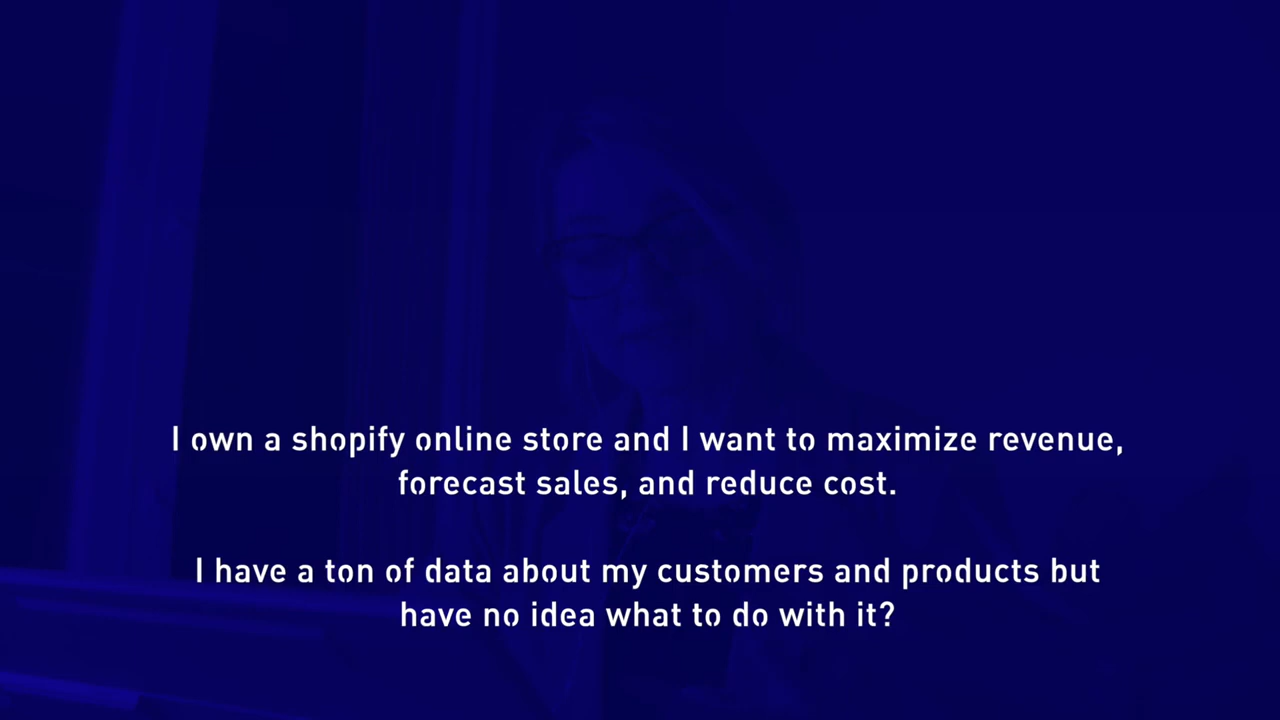 I own a shopify online store and I want to maximize revenue,
forecast sales, and reduce cost.
I have a ton of data about my customers and products but
have no idea what to do with it?